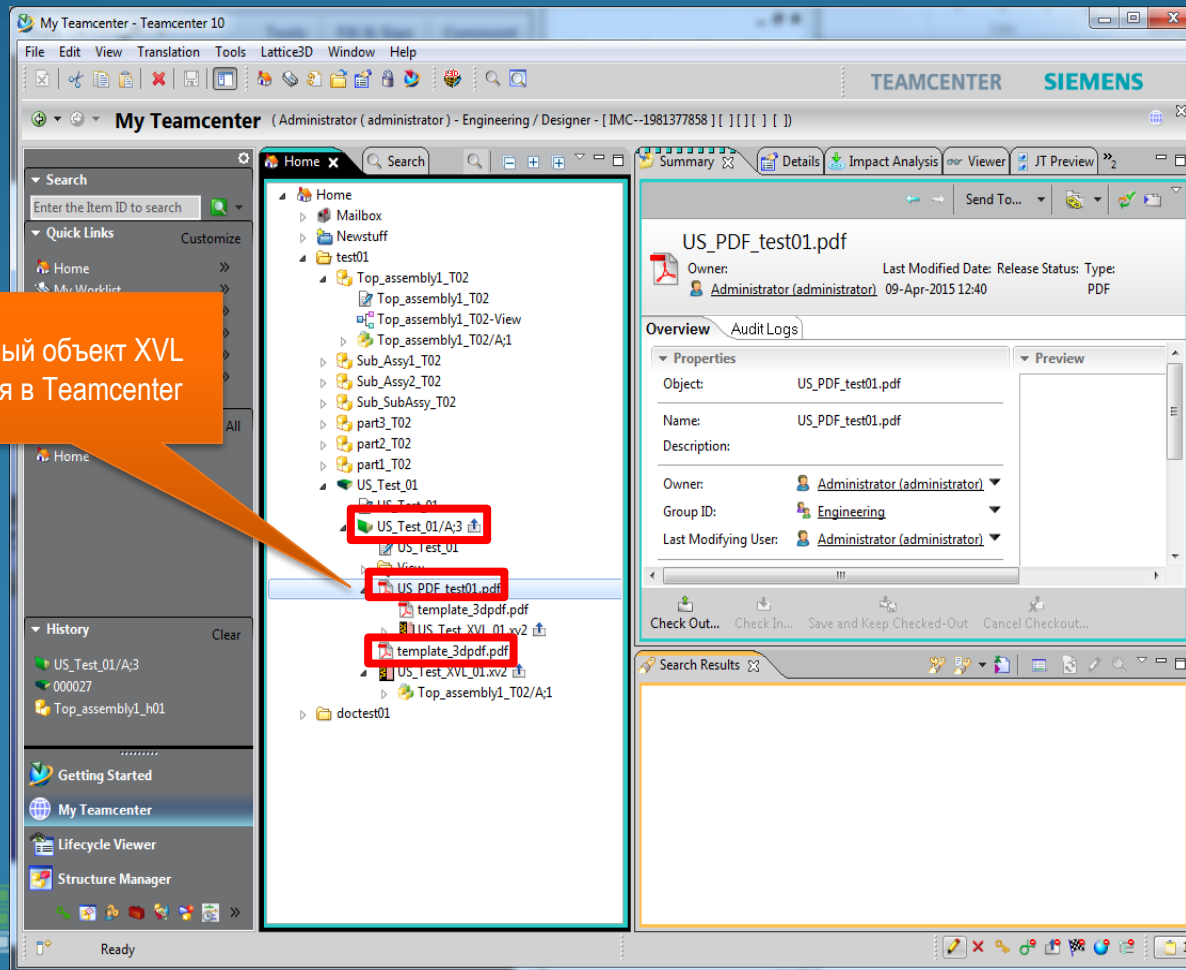 My Teamcenter - Teamcenter 10
File Edit View Translation Tools Lattice3D Window Help
TEAMCENTER SIEMENS
My Teamcenter ( Administrator ( administrator ) - Engineering / Designer - [ IMC--1981377858 ] [ ] [ ] [ ] [ ])
Search
Enter the Item ID to search
Quick Links Customize
Home
My Worklist
объект XVL
в Teamcenter
All
Home
History Clear
US_Test_01/A;3
000027
Top_assembly1_h01
Getting Started
My Teamcenter
Lifecycle Viewer
Structure Manager
Home Search
Home
Mailbox
Newstuff
test01
Top_assembly1_T02
Top_assembly1_T02
Top_assembly1_T02-View
Top_assembly1_T02/A;1
Sub_Assy1_T02
Sub_Assy2_T02
Sub_SubAssy_T02
part3_T02
part2_T02
part1_T02
US_Test_01
US_Test_01
US_Test_01/A;3
US_Test_01
View
US_PDF_test01.pdf
template_3dpdf.pdf
US_Test_XVL_01.xv2
template_3dpdf.pdf
US_Test_XVL_01.xv2
Top_assembly1_T02/A;1
doctest01
Summary Details Impact Analysis Viewer JT Preview »2
Send To...
US_PDF_test01.pdf
Owner: Last Modified Date: Release Status: Type:
Administrator (administrator) 09-Apr-2015 12:40 PDF
Overview Audit Logs
Properties Preview
Object: US_PDF_test01.pdf
Name: US_PDF_test01.pdf
Description:
Owner: Administrator (administrator)
Group ID: Engineering
Last Modifying User: Administrator (administrator)
Check Out... Check In... Save and Keep Checked-Out Cancel Checkout...
Search Results
Ready